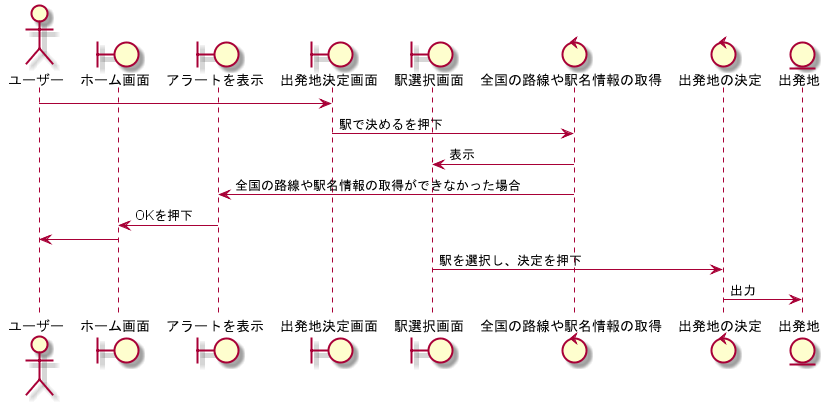 ユーザー ホーム画面 アラートを表示 出発地決定画面 駅選択画面 全国の路線や駅名情報の取得 出発地の決定 出発地
駅で決めるを押下
表示
全国の路線や駅名情報の取得ができなかった場合
OKを押下
駅を選択し、決定を押下
出力
ユーザー ホーム画面 アラートを表示 出発地決定画面 駅選択画面 全国の路線や駅名情報の取得 出発地の決定 出発地